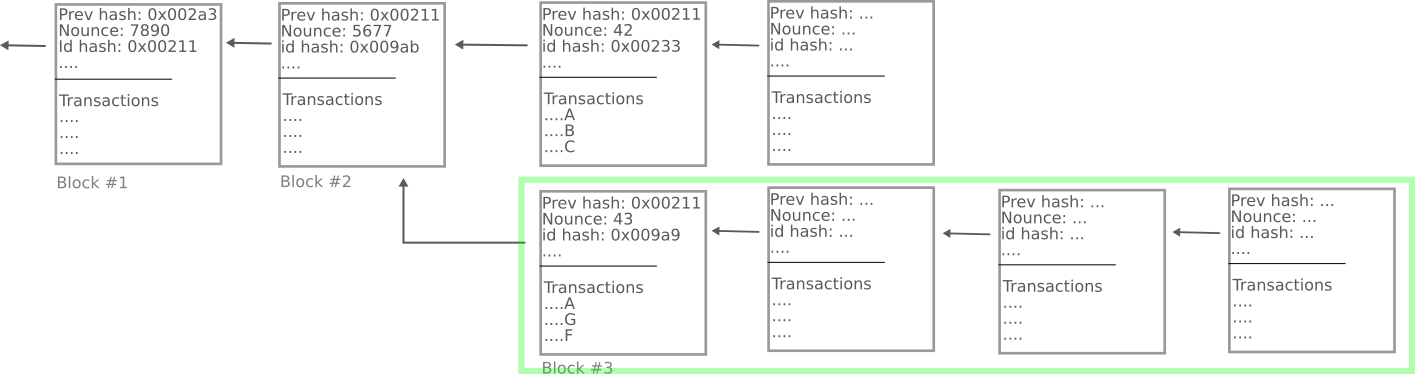 Prev hash: 0x002a3
Nounce: 7890
Id hash: 0x00211
....
Transactions
....
....
....
Block #1
Prev hash: 0x00211
Nounce: 5677
id hash: 0x009ab
....
Transactions
....
....
....
Block #2
Prev hash: 0x00211
Nounce: 42
id hash: 0x00233
....
Transactions
....A
....B
....C
Prev hash: ...
Nounce: ...
id hash: ...
....
Transactions
....
....
....
Prev hash: 0x00211
Nounce: 43
id hash: 0x009a9
....
Transactions
....A
....G
....F
Block #3
Prev hash: ...
Nounce: ...
id hash: ...
....
Transactions
....
....
....
Prev hash: ...
Nounce: ...
id hash: ...
....
Transactions
....
....
....
Prev hash: ...
Nounce: ...
id hash: ...
....
Transactions
....
....
....